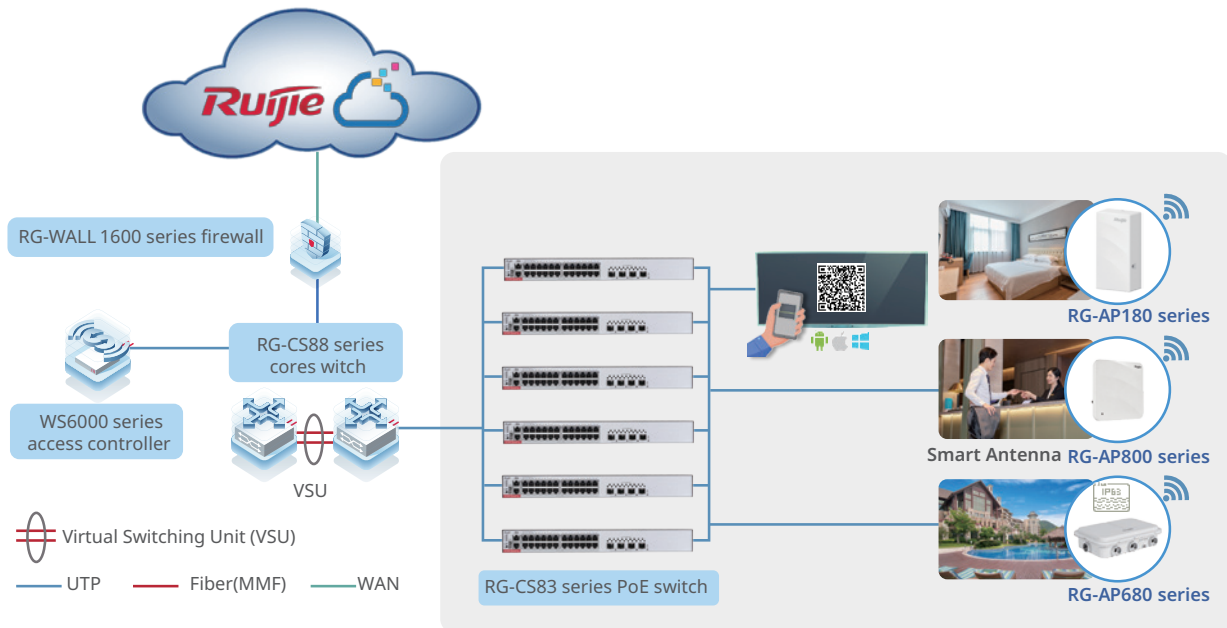 Ruijie
RG-WALL 1600 series firewall
RG-CS88 series
cores witch
WS6000 series
access controller
VSU
Virtual Switching Unit (VSU)
UTP
Fiber(MMF)
WAN
RG-CS83 series PoE switch
RG-AP180 series
Smart Antenna
RG-AP800 series
IP68
RG-AP680 series